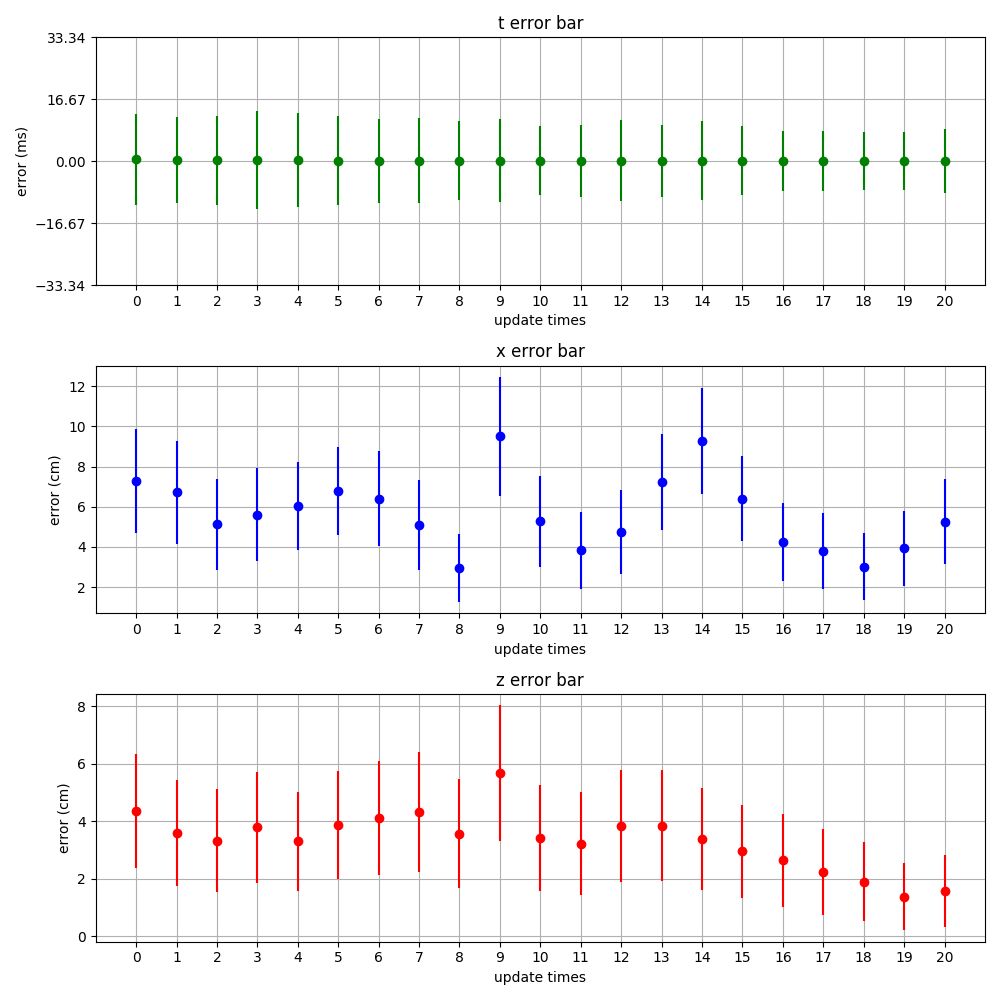 t error bar
33.34
16.67
0.00
−16.67
−33.34
error (ms)
0 1 2 3 4 5 6 7 8 9 10 11 12 13 14 15 16 17 18 19 20
update times
x error bar
12
10
8
6
4
2
error (cm)
0 1 2 3 4 5 6 7 8 9 10 11 12 13 14 15 16 17 18 19 20
update times
z error bar
8
6
4
2
0
error (cm)
0 1 2 3 4 5 6 7 8 9 10 11 12 13 14 15 16 17 18 19 20
update times